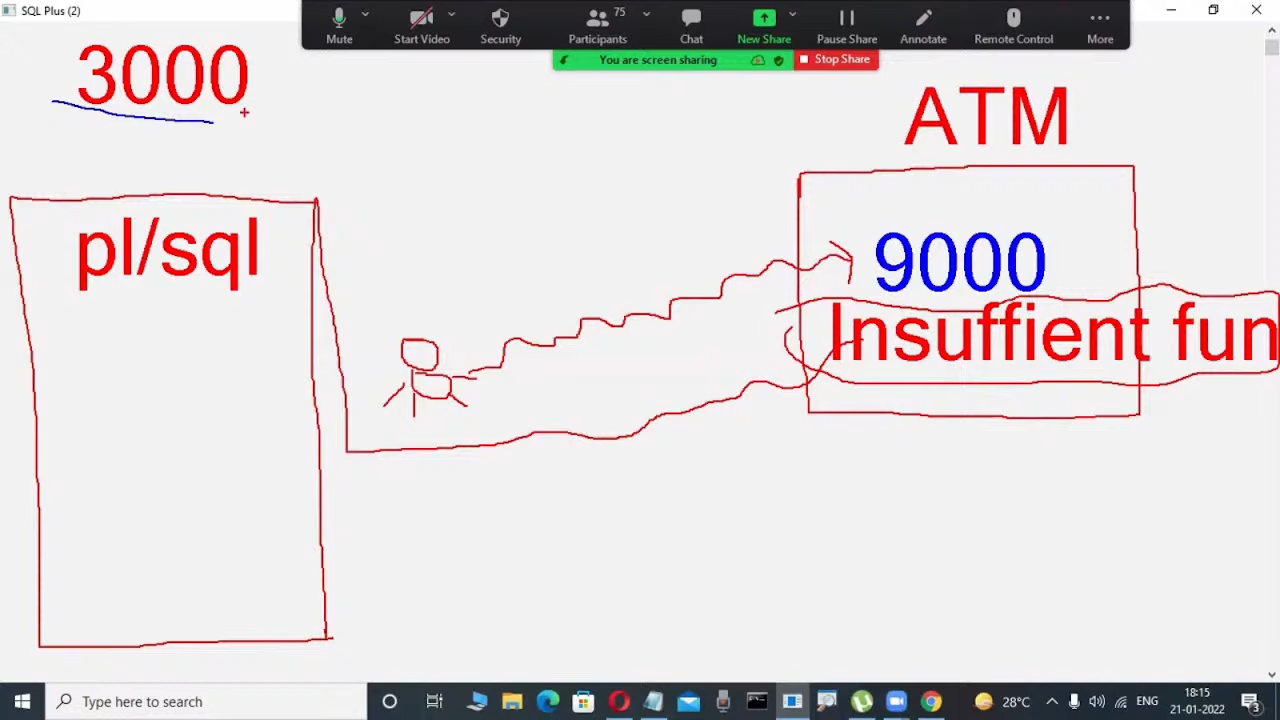 SQL Plus (2)
75
Mute
Start Video
Security
Participants
Chat
New Share
Pause Share
Annotate
Remote Control
More
You are screen sharing
Stop Share
3000
ATM
pl/sql
9000
Insuffient fun
Type here to search
28°C
ENG
18:15
21-01-2022
3